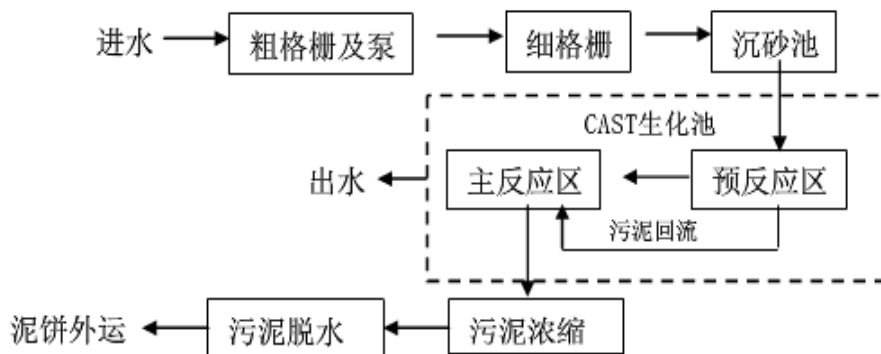 进水
粗格栅及泵
细格栅
沉砂池
CAST生化池
出水
主反应区
预反应区
污泥回流
泥饼外运
污泥脱水
污泥浓缩